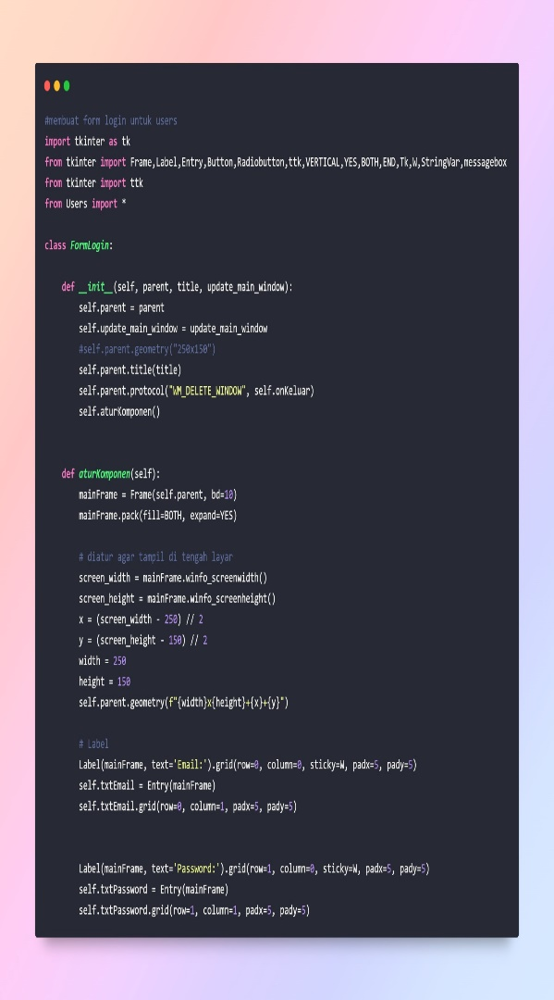 #membuat form login untuk users
import tkinter as tk
from tkinter import Frame,Label,Entry,Button,Radiobutton,ttk,VERTICAL,YES,BOTH,END,Tk,W,StringVar,messagebox
from tkinter import ttk
from Users import *
class FormLogin:
def __init__(self, parent, title, update_main_window):
self.parent = parent
self.update_main_window = update_main_window
#self.parent.geometry("250x150")
self.parent.title(title)
self.parent.protocol("WM_DELETE_WINDOW", self.onKeluar)
self.aturKomponen()
def aturKomponen(self):
mainFrame = Frame(self.parent, bd=10)
mainFrame.pack(fill=BOTH, expand=YES)
# diatur agar tampil di tengah layar
screen_width = mainFrame.winfo_screenwidth()
screen_height = mainFrame.winfo_screenheight()
x = (screen_width - 250) // 2
y = (screen_height - 150) // 2
width = 250
height = 150
self.parent.geometry(f"{width}x{height}+{x}+{y}")
# Label
Label(mainFrame, text='Email:').grid(row=0, column=0, sticky=W, padx=5, pady=5)
self.txtEmail = Entry(mainFrame)
self.txtEmail.grid(row=0, column=1, padx=5, pady=5)
Label(mainFrame, text='Password:').grid(row=1, column=0, sticky=W, padx=5, pady=5)
self.txtPassword = Entry(mainFrame)
self.txtPassword.grid(row=1, column=1, padx=5, pady=5)